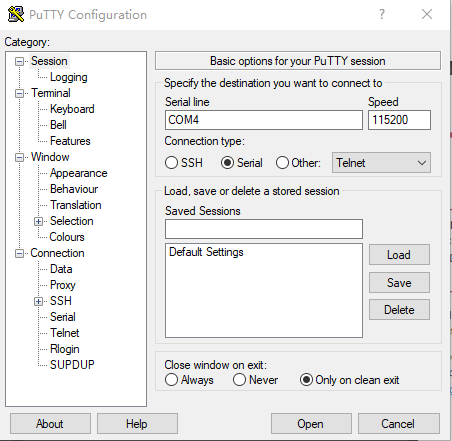 PuTTY Configuration
?
Category:
Session
Logging
Terminal
Keyboard
Bell
Features
Window
Appearance
Behaviour
Translation
Selection
Colours
Connection
Data
Proxy
SSH
Serial
Telnet
Rlogin
SUPDUP
Basic options for your PuTTY session
Specify the destination you want to connect to
Serial line Speed
COM4 115200
Connection type:
SSH Serial Other: Telnet
Load, save or delete a stored session
Saved Sessions
Default Settings
Load
Save
Delete
Close window on exit:
Always Never Only on clean exit
About Help Open Cancel